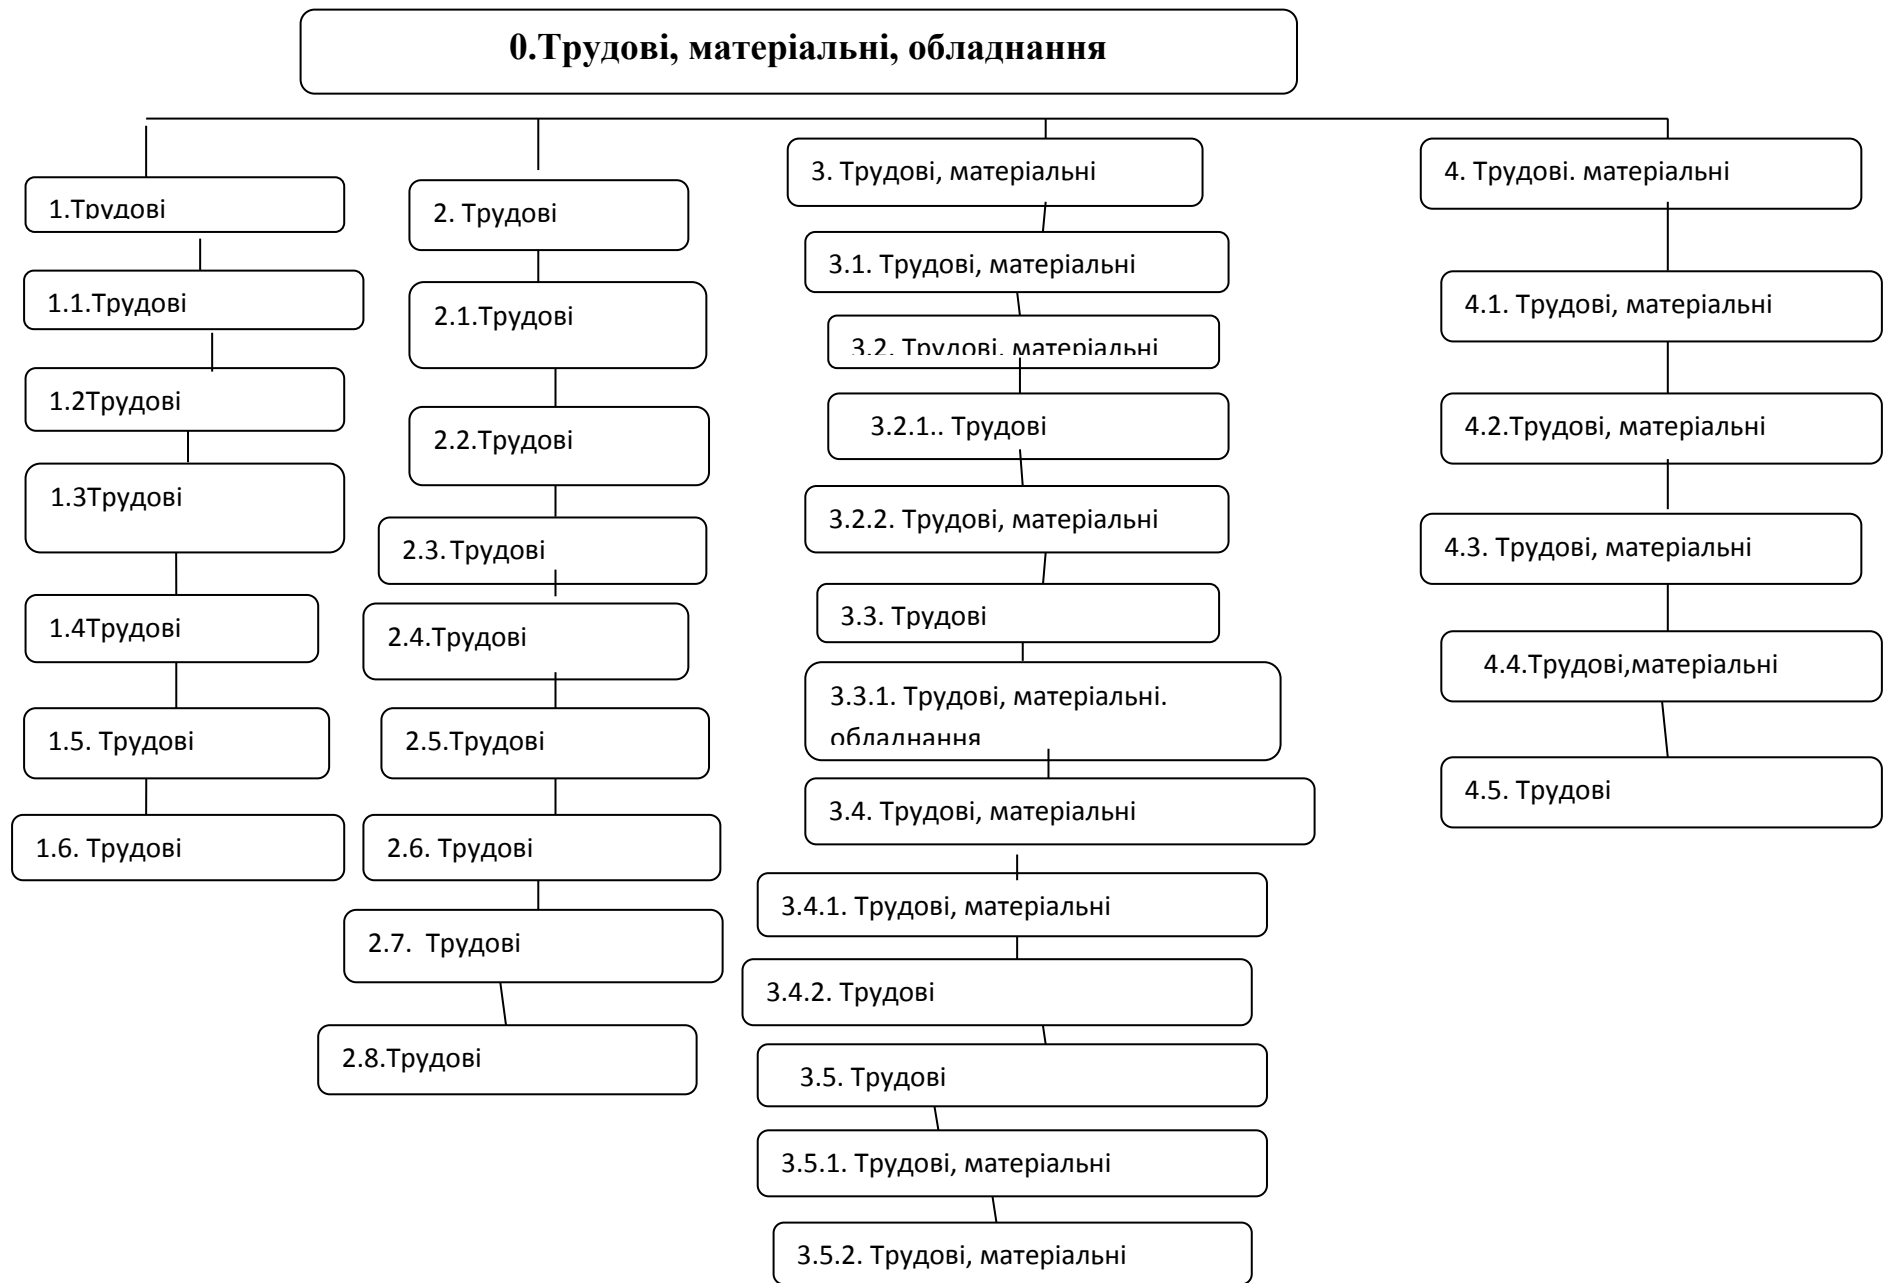 0.Трудові, матеріальні, обладнання
1.Трудові
1.1.Трудові
1.2Трудові
1.3Трудові
1.4Трудові
1.5. Трудові
1.6. Трудові
2. Трудові
2.1.Трудові
2.2.Трудові
2.3.Трудові
2.4.Трудові
2.5.Трудові
2.6. Трудові
2.7. Трудові
2.8.Трудові
3. Трудові, матеріальні
3.1. Трудові, матеріальні
3.2. Трудові. матеріальні
3.2.1.. Трудові
3.2.2. Трудові, матеріальні
3.3. Трудові
3.3.1. Трудові, матеріальні.
обладнання
3.4. Трудові, матеріальні
3.4.1. Трудові, матеріальні
3.4.2. Трудові
3.5. Трудові
3.5.1. Трудові, матеріальні
3.5.2. Трудові, матеріальні
4. Трудові. матеріальні
4.1. Трудові, матеріальні
4.2.Трудові, матеріальні
4.3. Трудові, матеріальні
4.4.Трудові,матеріальні
4.5. Трудові